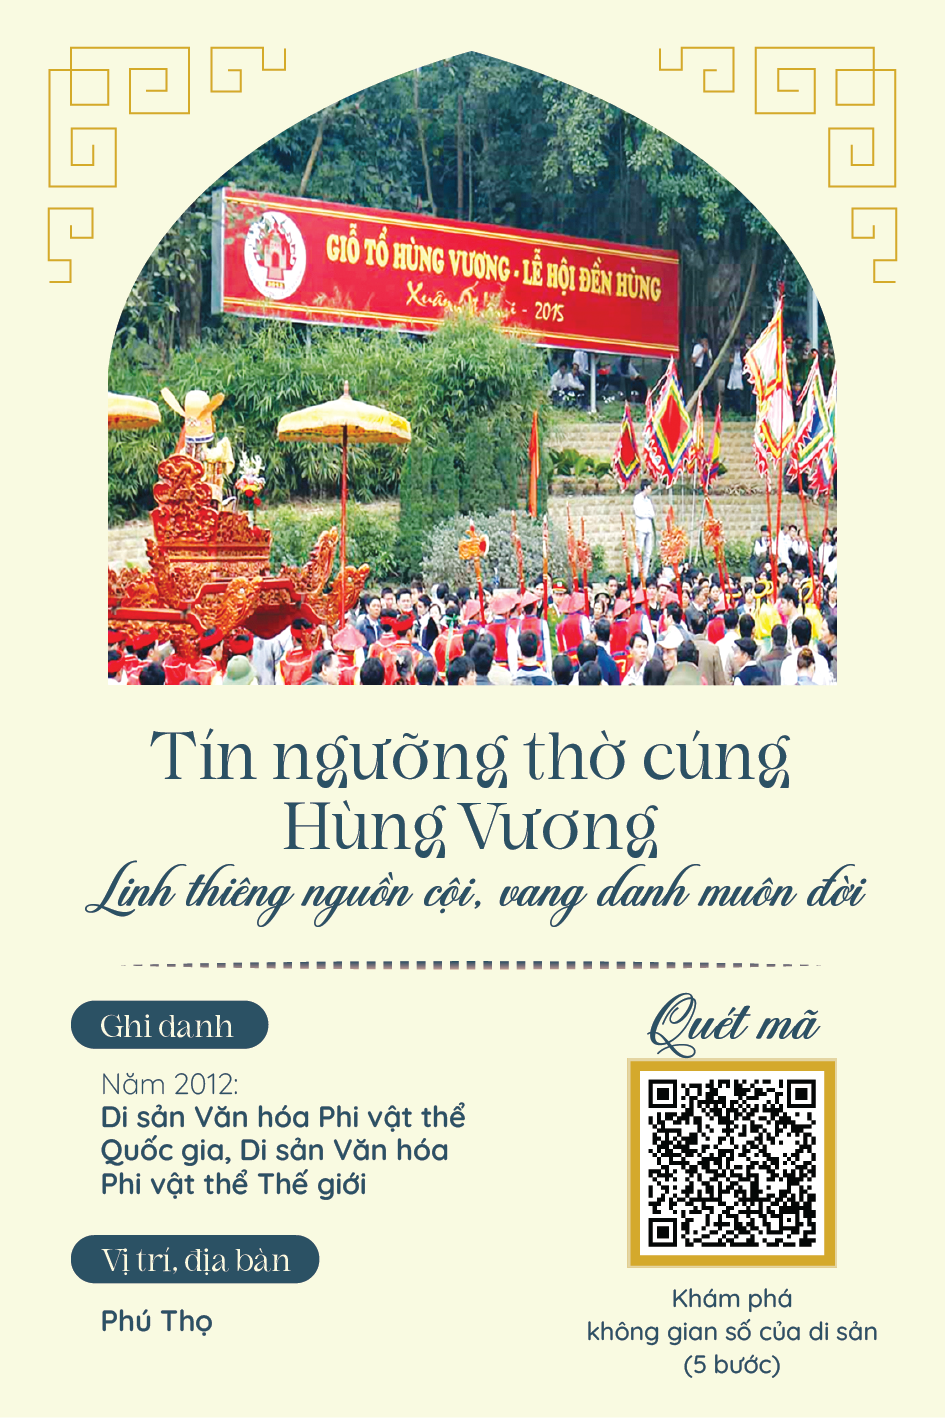 GIỖ TỔ HÙNG VƯƠNG - LỄ HỘI ĐỀN HÙNG
Xuân - 2015
Tín ngưỡng thờ cúng
Hùng Vương
Linh thiêng nguồn cội, vang danh muôn đời
Ghi danh
Năm 2012:
Di sản Văn hóa Phi vật thể
Quốc gia, Di sản Văn hóa
Phi vật thể Thế giới
Vị trí, địa bàn
Phú Thọ
Quét mã
Khám phá
không gian số của di sản
(5 bước)